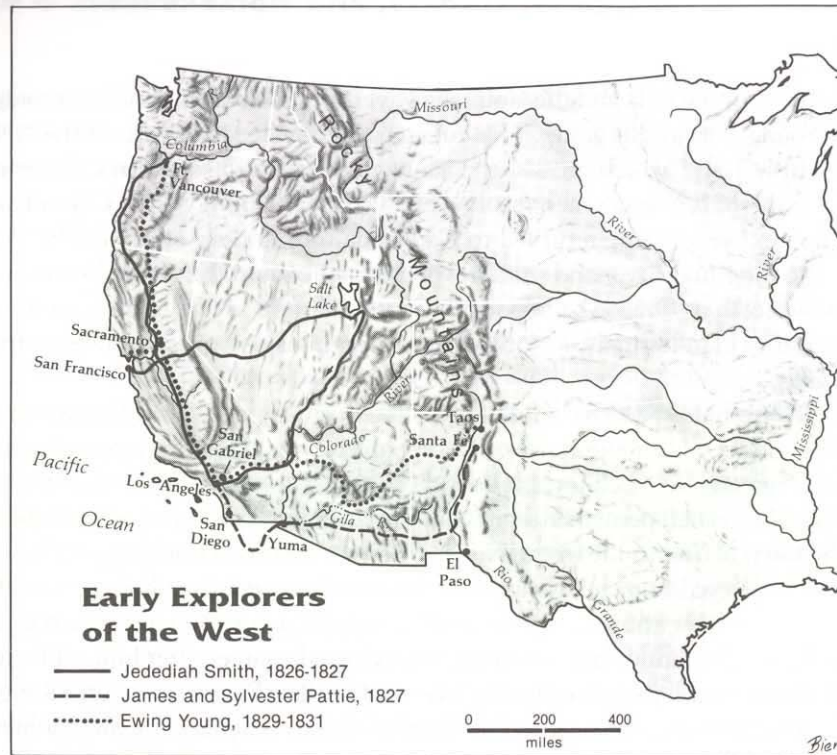 Missouri
Rocky
Columbia
Ft.
Vancouver
River
River
Mountains
Salt
Lake
Sacramento
San Francisco
River
Taos
Mississippi
San
Gabriel
Colorado
Santa Fe
Pacific
Ocean
Los Angeles
Gila
San
Diego
Yuma
El
Paso
Rio
Grande
Early Explorers
of the West
Jedediah Smith, 1826-1827
James and Sylvester Pattie, 1827
Ewing Young, 1829-1831
0 200 400
miles